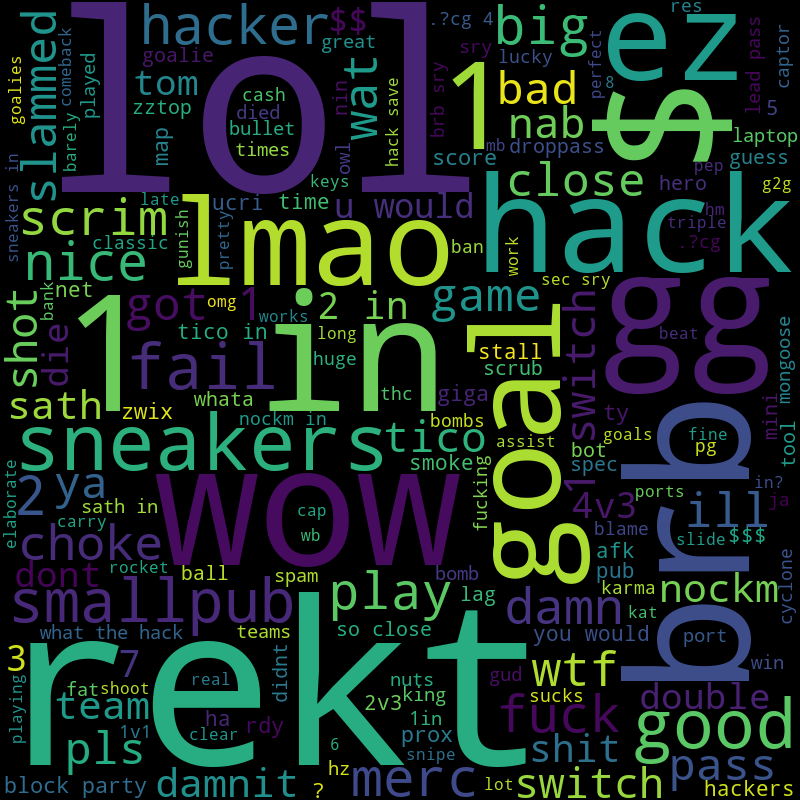 hacker
$$
.?cg 4
big
ez
res
slammed
goalies
comeback
played
barely
goalie
great
lol
wat
nin
hack save
brb sry
sry
1
lucky
perfect
8
lead pass
captor
tom
zztop
cash
died
bullet
times
map
owl
bad
nab
$
5
laptop
score
mb
droppass
guess
sneakers in
keys
close
pep
hero
g2g
late
ucri
time
u would
hack
triple
hm
.?cg
scrim
classic
gunish
pretty
lmao
ban
work
nice
net
bank
got 1
omg
works
2 in
sec sry
game
gg
shot
die
1 in
tico in
long
huge
goal
stall
scrub
switch
1
beat
mongoose
fail
whata
thc
giga
ty
mini
sath
zwix
nockm in
bombs
brb
sneakers
tico
assist
bot
goals
fine
pg
tool
smoke
fucking
spec
in?
elaborate
2
ya
sath in
wow
cap
wb
4v3
ports
ill
ja
carry
choke
blame
slide
$$$
dont
rocket
ball
spam
bomb
afk
pub
karma
nockm
cyclone
smallpub
play
lag
damn
kat
what the hack
teams
so close
you would
port
win
3
7
rekt
playing
fat
shoot
real
didnt
nuts
king
2v3
gud
wtf
sucks
double
team
1v1
clear
ha
rdy
1in
prox
snipe
fuck
good
pls
6
hz
shit
pass
block party
damnit
?
merc
lot
switch
hackers